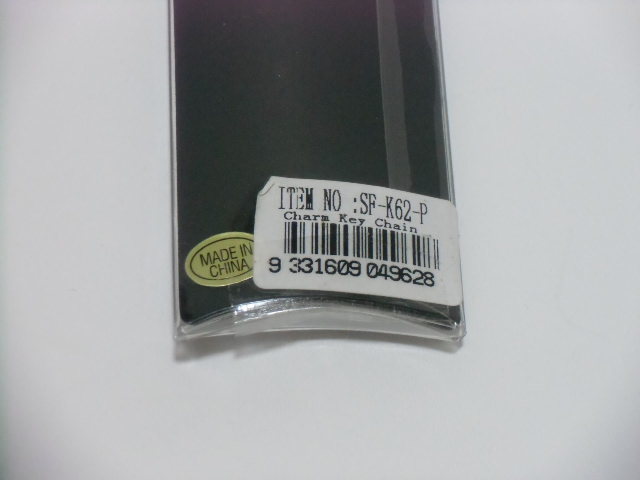 ITEM NO :SF-K62-P
Charm Key Chain
9 331609 049628
MADE IN
CHINA